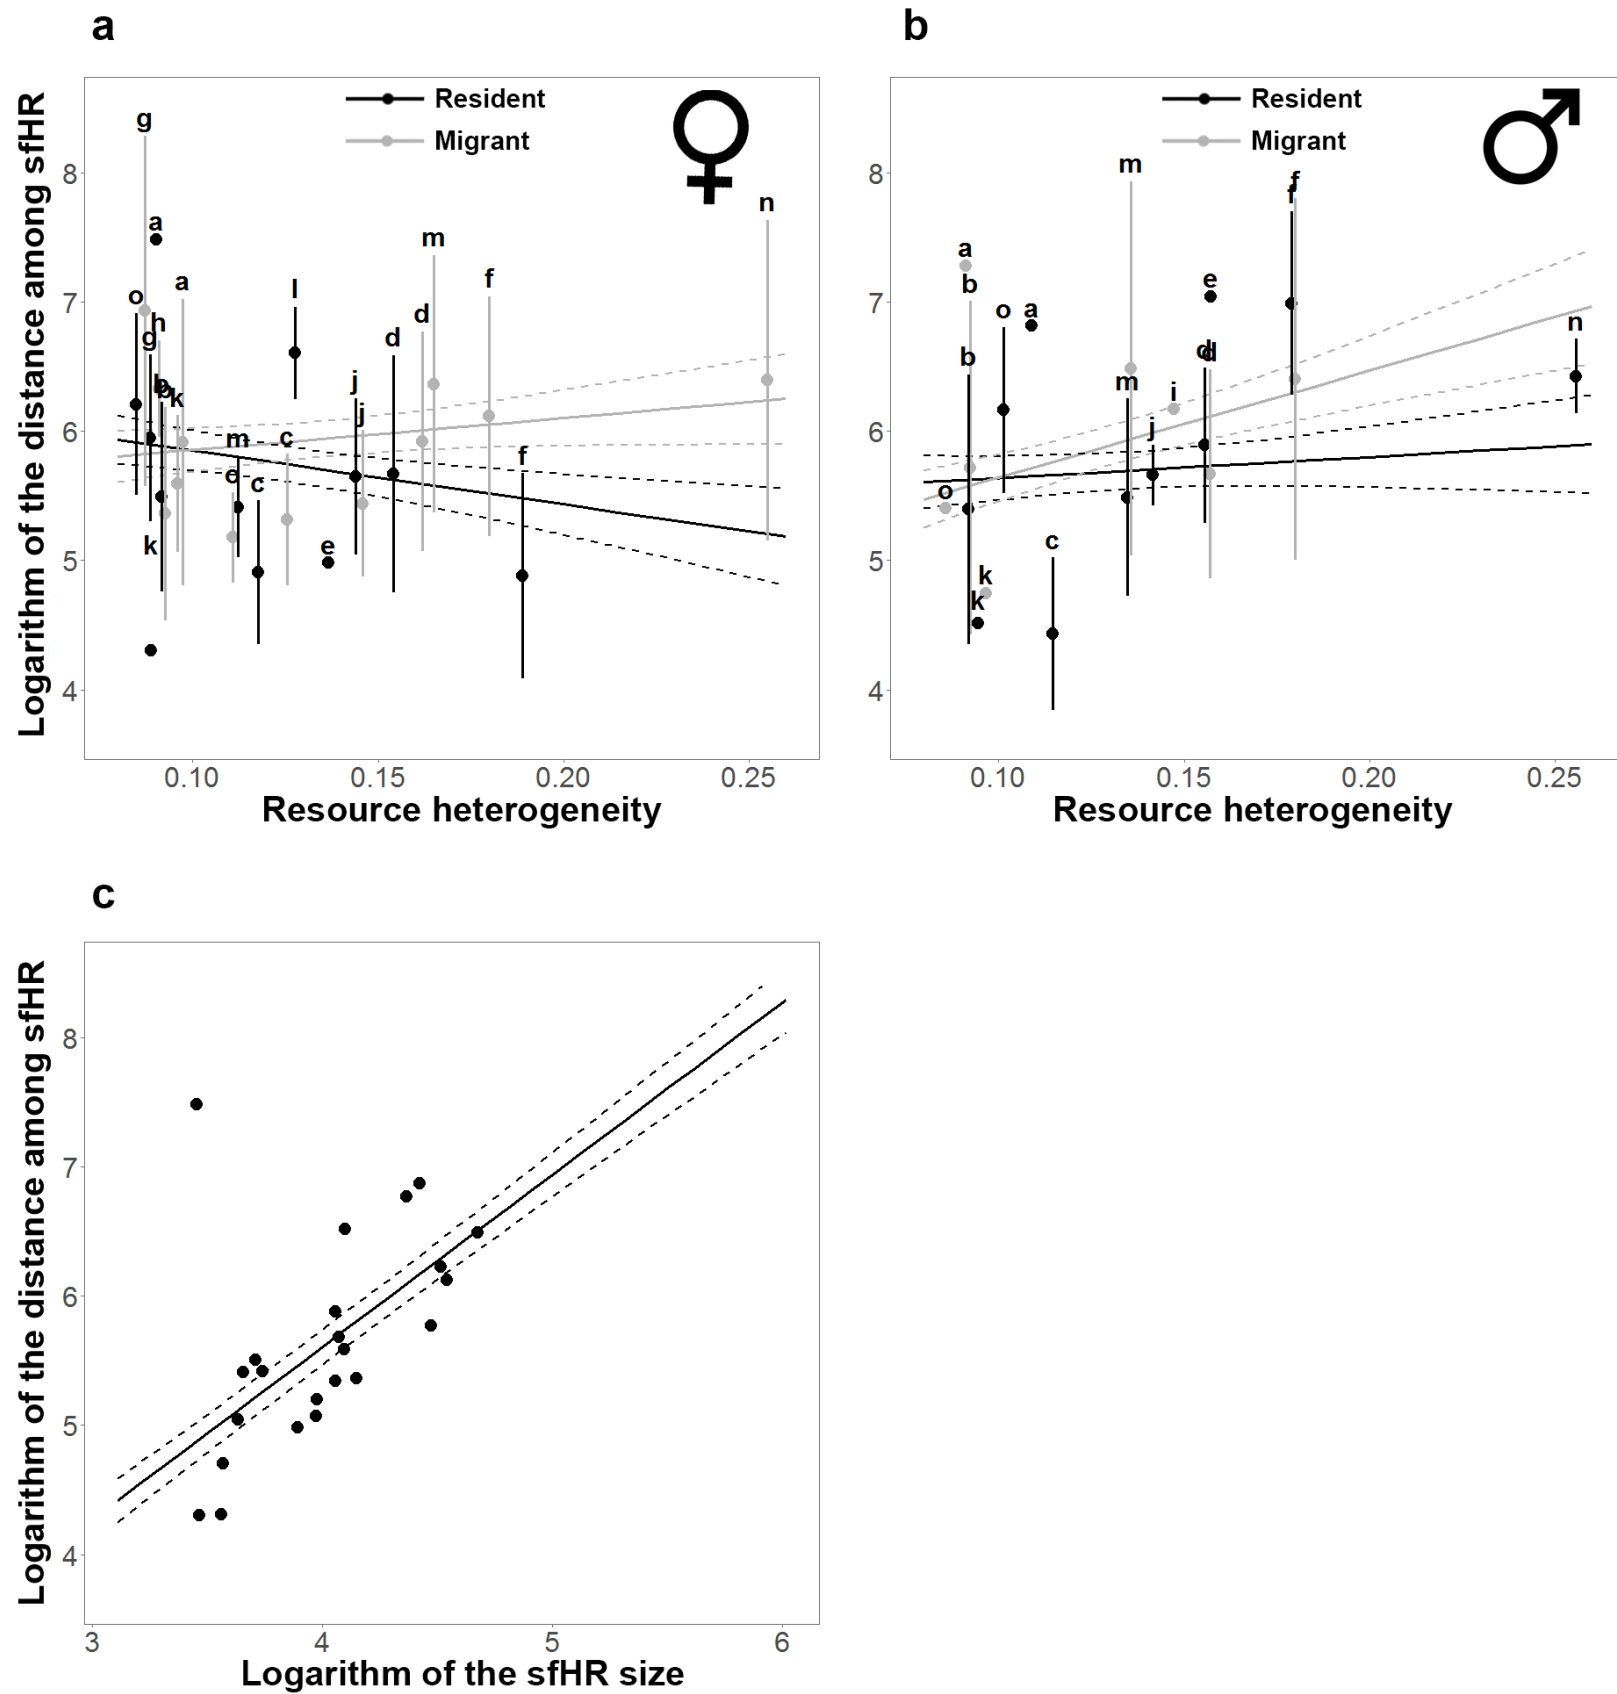 a
Logarithm of the distance among sfHR
Resident
Migrant
g
a
o
h
g
b
b
k
a
l
m
o
c
c
k
j
j
e
d
d
m
f
f
n
8
7
6
5
4
0.10
0.15
0.20
0.25
Resource heterogeneity
b
Resident
Migrant
a
b
o
a
b
o
k
k
c
m
m
j
i
e
d
d
f
f
n
8
7
6
5
4
0.10
0.15
0.20
0.25
Resource heterogeneity
c
Logarithm of the distance among sfHR
8
7
6
5
4
3
4
5
6
Logarithm of the sfHR size